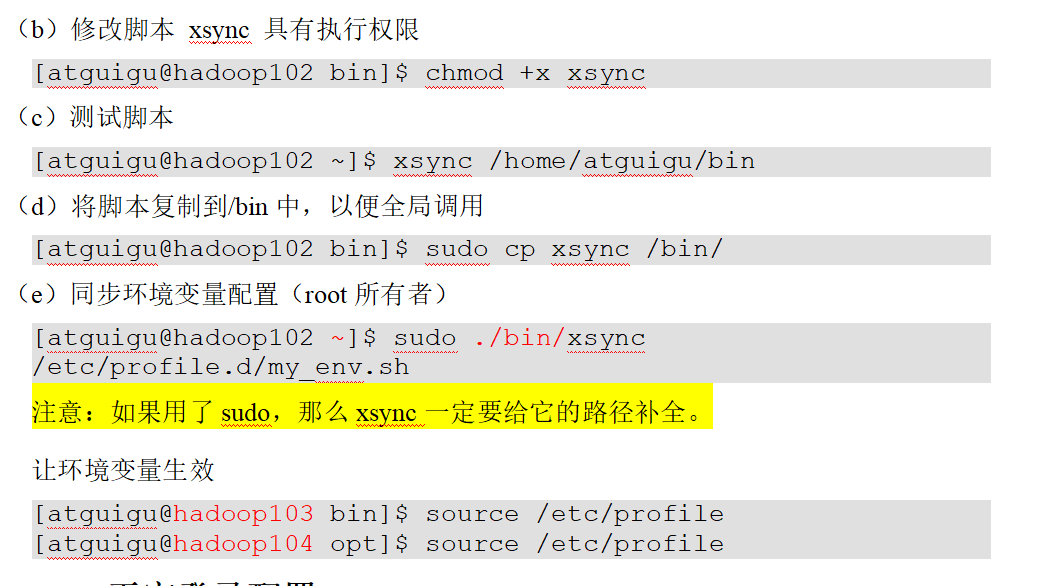 （b）修改脚本 xsync 具有执行权限
[atguigu@hadoop102 bin]$ chmod +x xsync
（c）测试脚本
[atguigu@hadoop102 ~]$ xsync /home/atguigu/bin
（d）将脚本复制到/bin 中，以便全局调用
[atguigu@hadoop102 bin]$ sudo cp xsync /bin/
（e）同步环境变量配置（root 所有者）
[atguigu@hadoop102 ~]$ sudo ./bin/xsync
/etc/profile.d/my_env.sh
注意：如果用了 sudo，那么 xsync 一定要给它的路径补全。
让环境变量生效
[atguigu@hadoop103 bin]$ source /etc/profile
[atguigu@hadoop104 opt]$ source /etc/profile